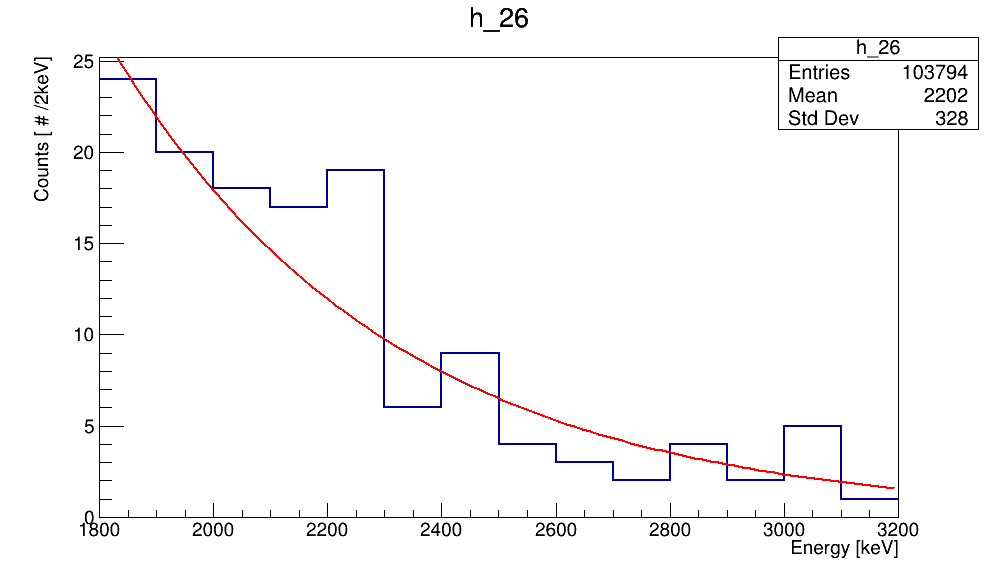 h_26
h_26
Entries 103794
Mean 2202
Std Dev 328
Counts [ # /2keV]
25
20
15
10
5
0
1800 2000 2200 2400 2600 2800 3000 3200
Energy [keV]